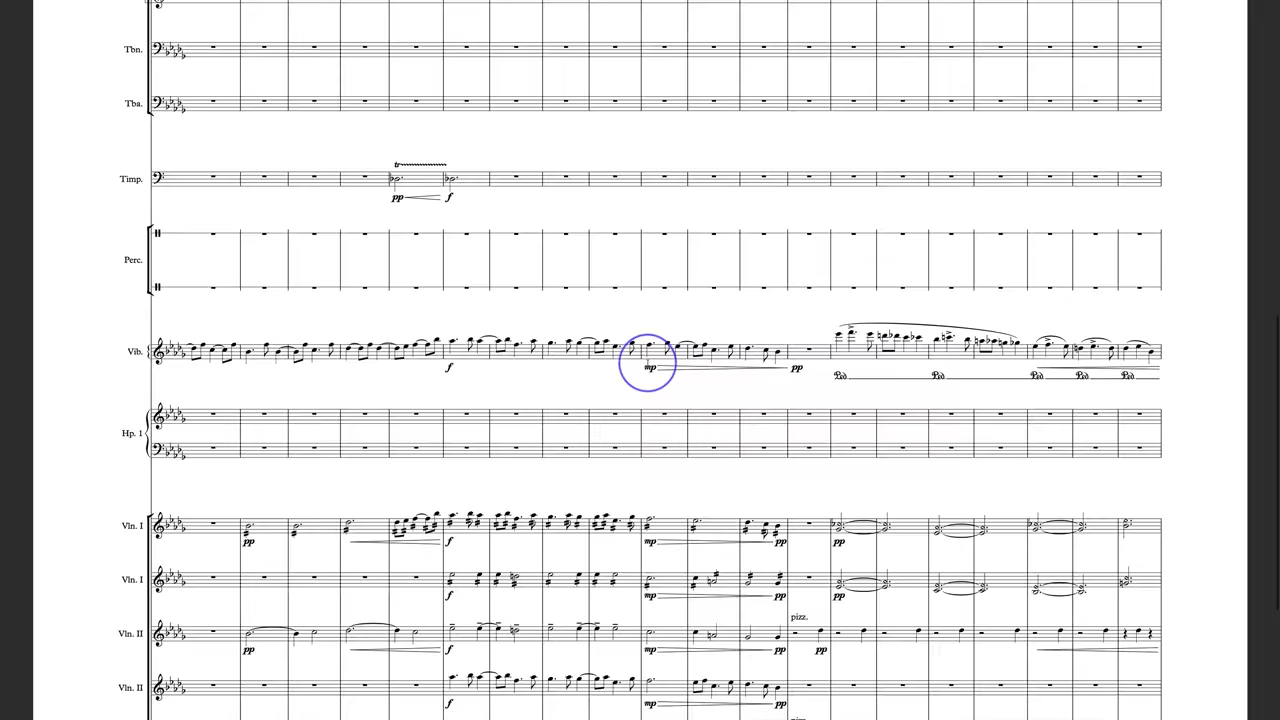 Tbn.
Tba.
tr
Timp.
pp f
Perc.
Vib.
f mp pp
Ped Ped Ped Ped Ped
Hp. I
Vln. I
pp f mp pp pp
Vln. I
f mp pp pp
pizz.
Vln. II
pp f mp pp pp
Vln. II
f mp pp